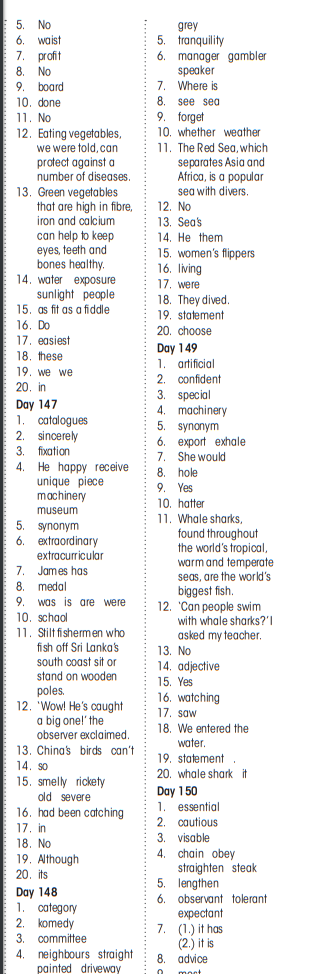 5. No
6. waist
7. profit
8. No
9. board
10. done
11. No
12. Eating vegetables,
we were told, can
protect against a
number of diseases.
13. Green vegetables
that are high in fibre,
iron and calcium
can help to keep
eyes, teeth and
bones healthy.
14. water exposure
sunlight people
15. as fit as a fiddle
16. Do
17. easiest
18. these
19. we we
20. in
Day 147
1. catalogues
2. sincerely
3. fixation
4. He happy receive
unique piece
machinery
museum
5. synonym
6. extraordinary
extracurricular
7. James has
8. medal
9. was is are were
10. school
11. Stilt fishermen who
fish off Sri Lanka's
south coast sit or
stand on wooden
poles.
12. 'Wow! He's caught
a big one!' the
observer exclaimed.
13. China's birds can't
14. so
15. smelly rickety
old severe
16. had been catching
17. in
18. No
19. Although
20. its
Day 148
1. category
2. komedy
3. committee
4. neighbours straight
painted driveway
grey
5. tranquility
6. manager gambler
speaker
7. Where is
8. see sea
9. forget
10. whether weather
11. The Red Sea, which
separates Asia and
Africa, is a popular
sea with divers.
12. No
13. Sea's
14. He them
15. women's flippers
16. living
17. were
18. They dived.
19. statement
20. choose
Day 149
1. artificial
2. confident
3. special
4. machinery
5. synonym
6. export exhale
7. She would
8. hole
9. Yes
10. hatter
11. Whale sharks,
found throughout
the world's tropical,
warm and temperate
seas, are the world's
biggest fish.
12. 'Can people swim
with whale sharks?' I
asked my teacher.
13. No
14. adjective
15. Yes
16. watching
17. saw
18. We entered the
water.
19. statement .
20. whale shark it
Day 150
1. essential
2. cautious
3. visable
4. chain obey
straighten steak
5. lengthen
6. observant tolerant
expectant
7. (1.) it has
(2.) it is
8. advice